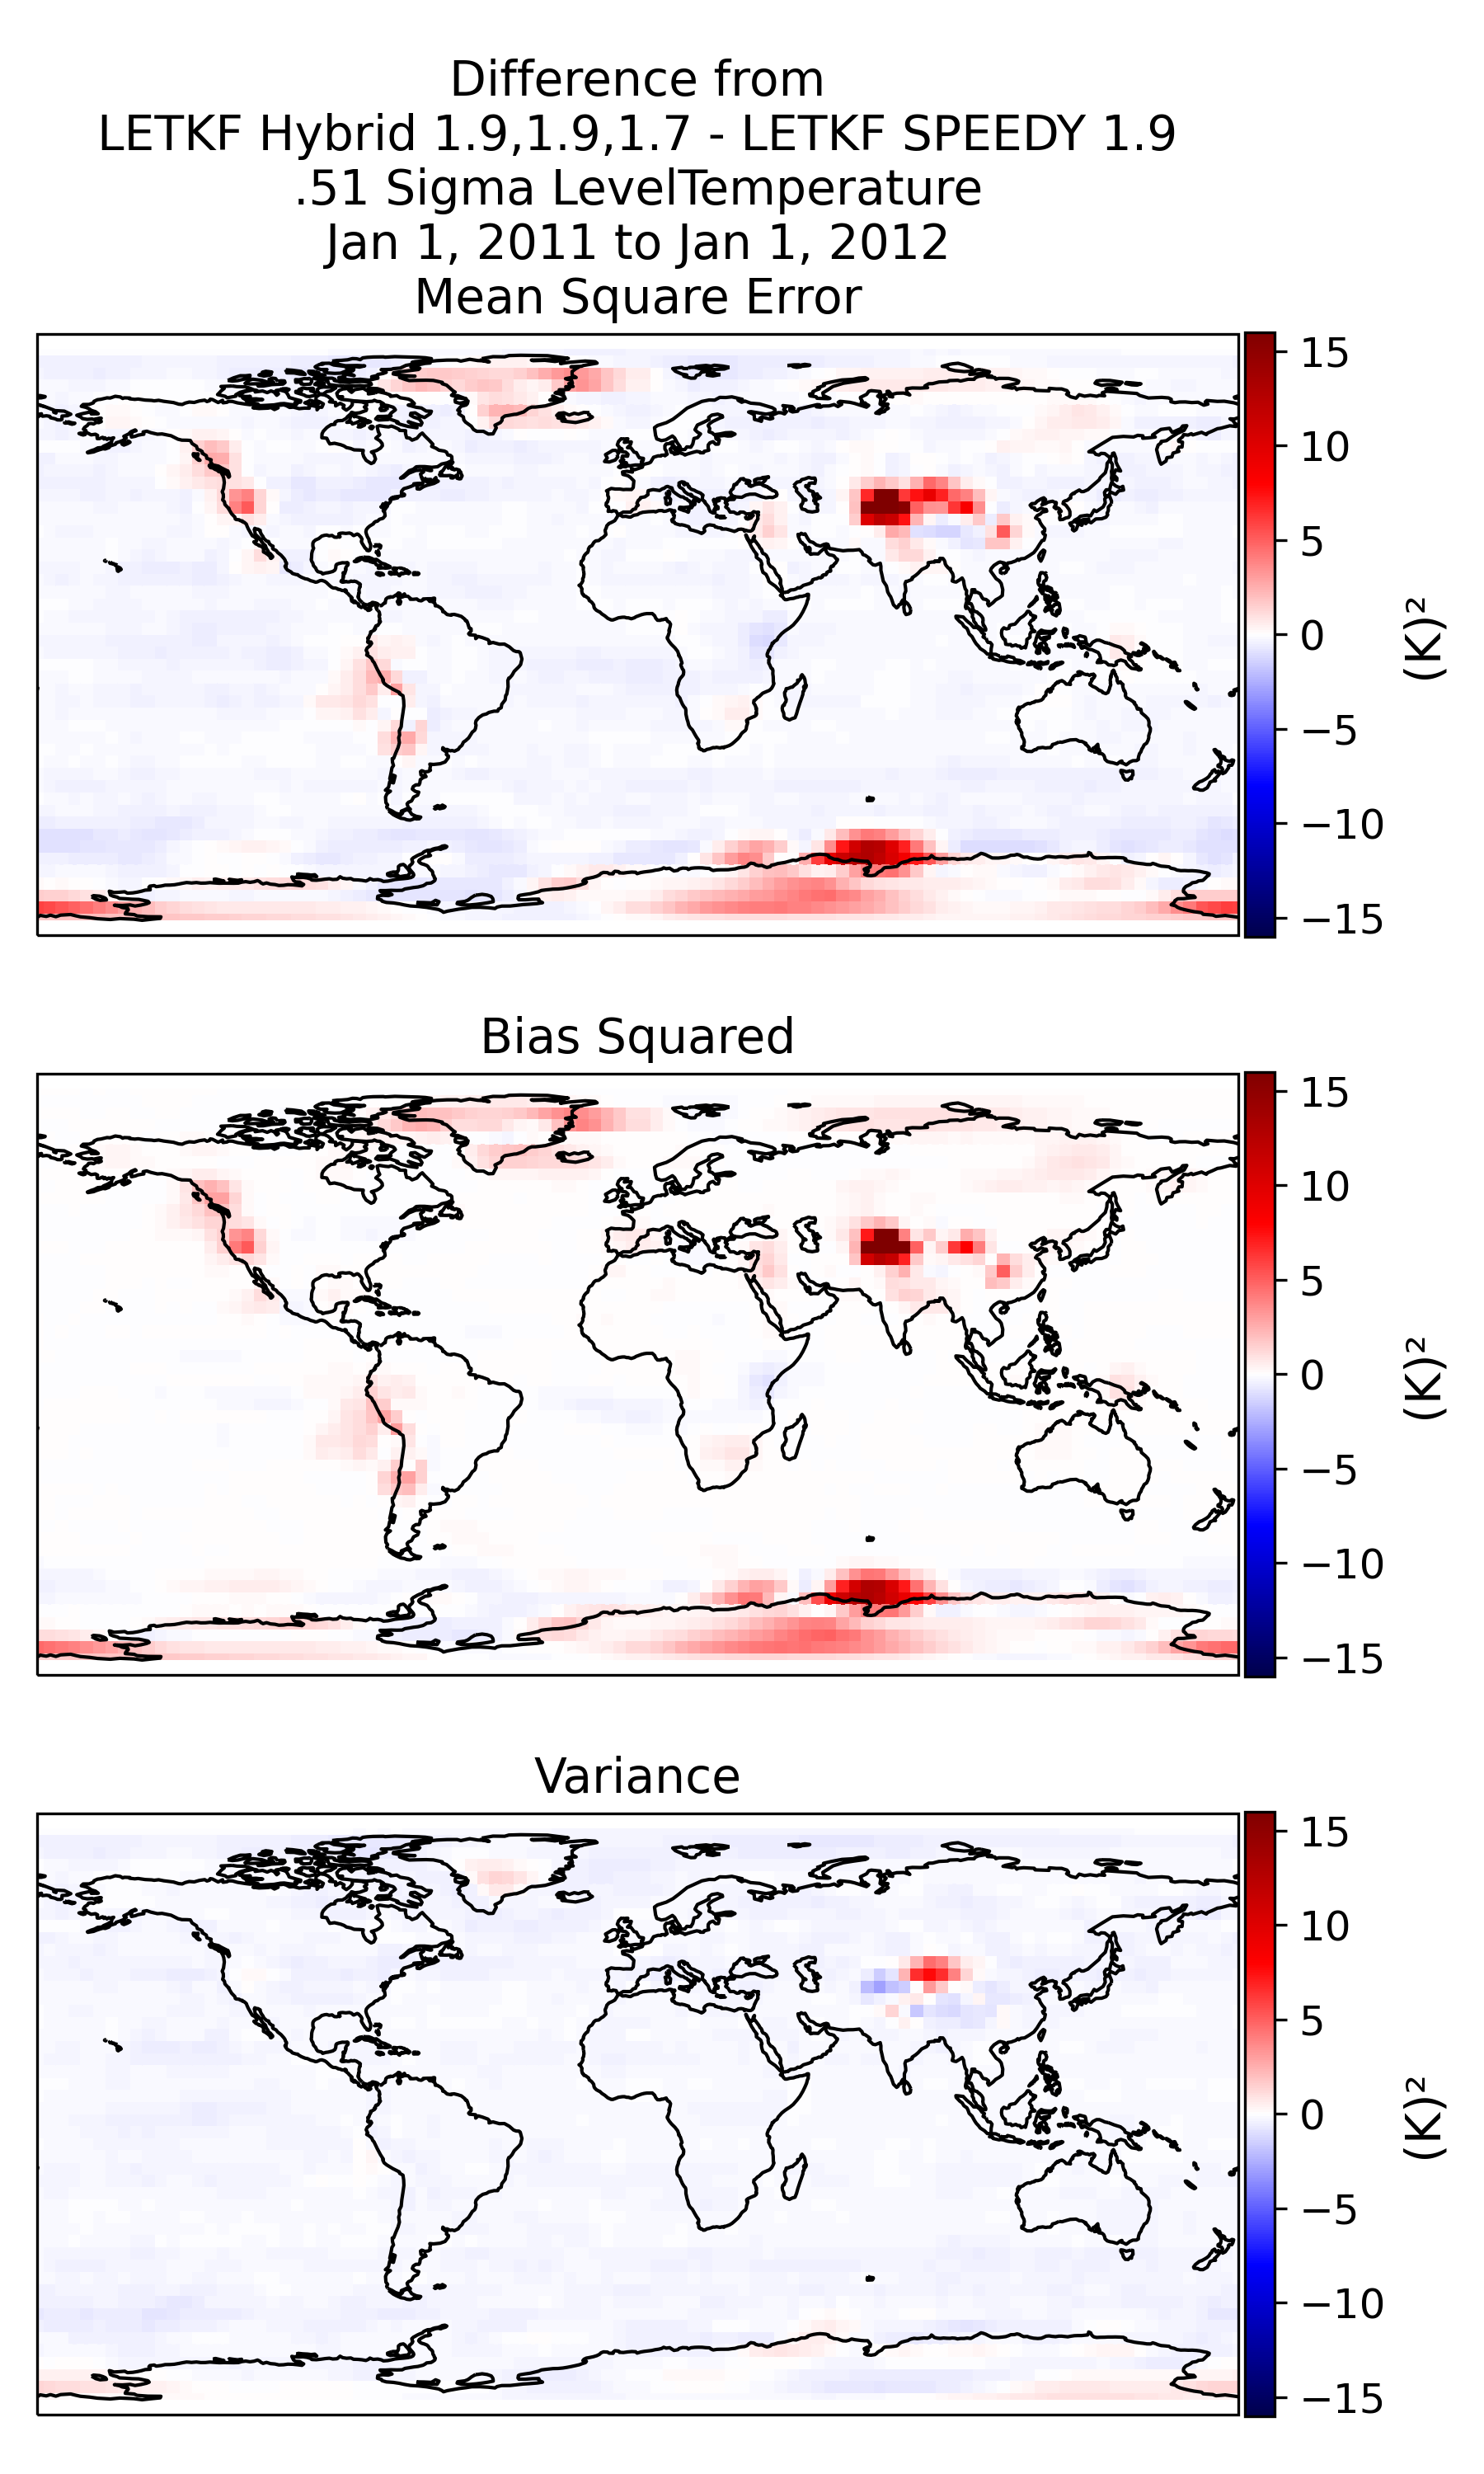 Difference from
LETKF Hybrid 1.9,1.9,1.7 - LETKF SPEEDY 1.9
.51 Sigma LevelTemperature
Jan 1, 2011 to Jan 1, 2012
Mean Square Error
15
10
5
0
−5
−10
−15
(K)²
Bias Squared
15
10
5
0
−5
−10
−15
(K)²
Variance
15
10
5
0
−5
−10
−15
(K)²